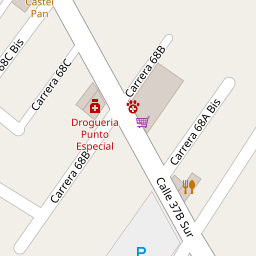 Castel
Pan
68C Bis
Carrera 68C
Carrera 68B
Drogueria
Punto
Especial
Carrera 68A Bis
Carrera 68B
Calle 37B Sur
P